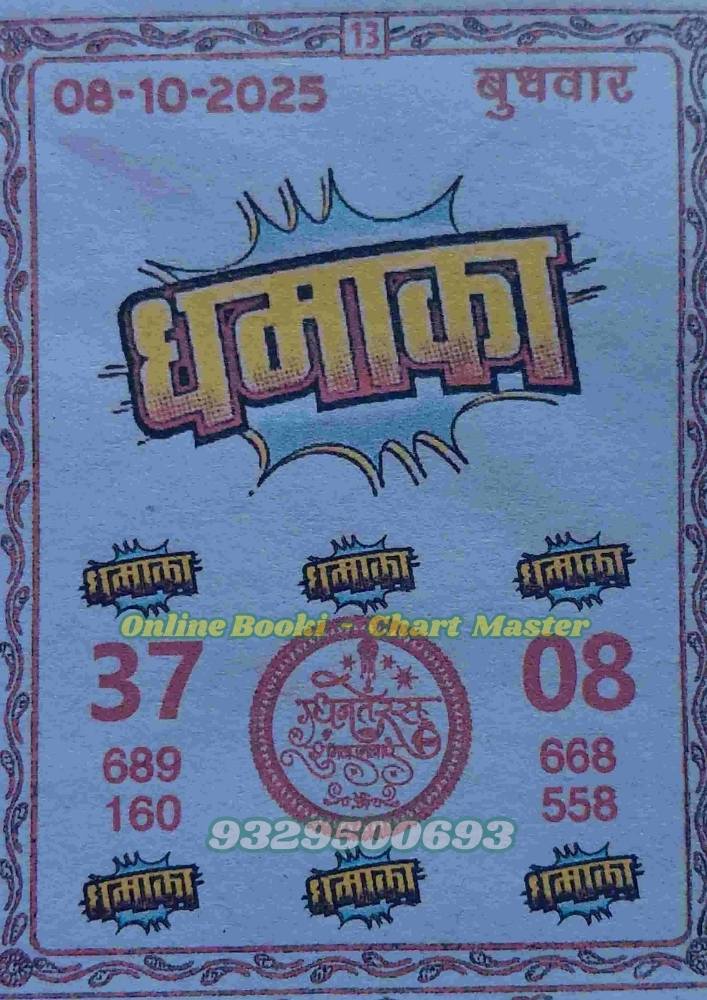 13
08-10-2025 बुधवार
धमाका
धमाका धमाका धमाका
Online Booki - Chart Master
37 08
689 668
160 558
9329500693
धमाका धमाका धमाका